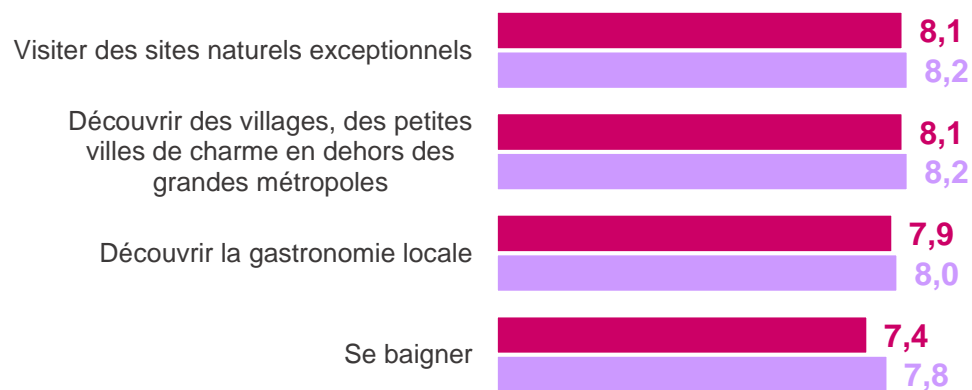 Visiter des sites naturels exceptionnels
8,1
8,2
Découvrir des villages, des petites
villes de charme en dehors des
grandes métropoles
8,1
8,2
Découvrir la gastronomie locale
7,9
8,0
Se baigner
7,4
7,8